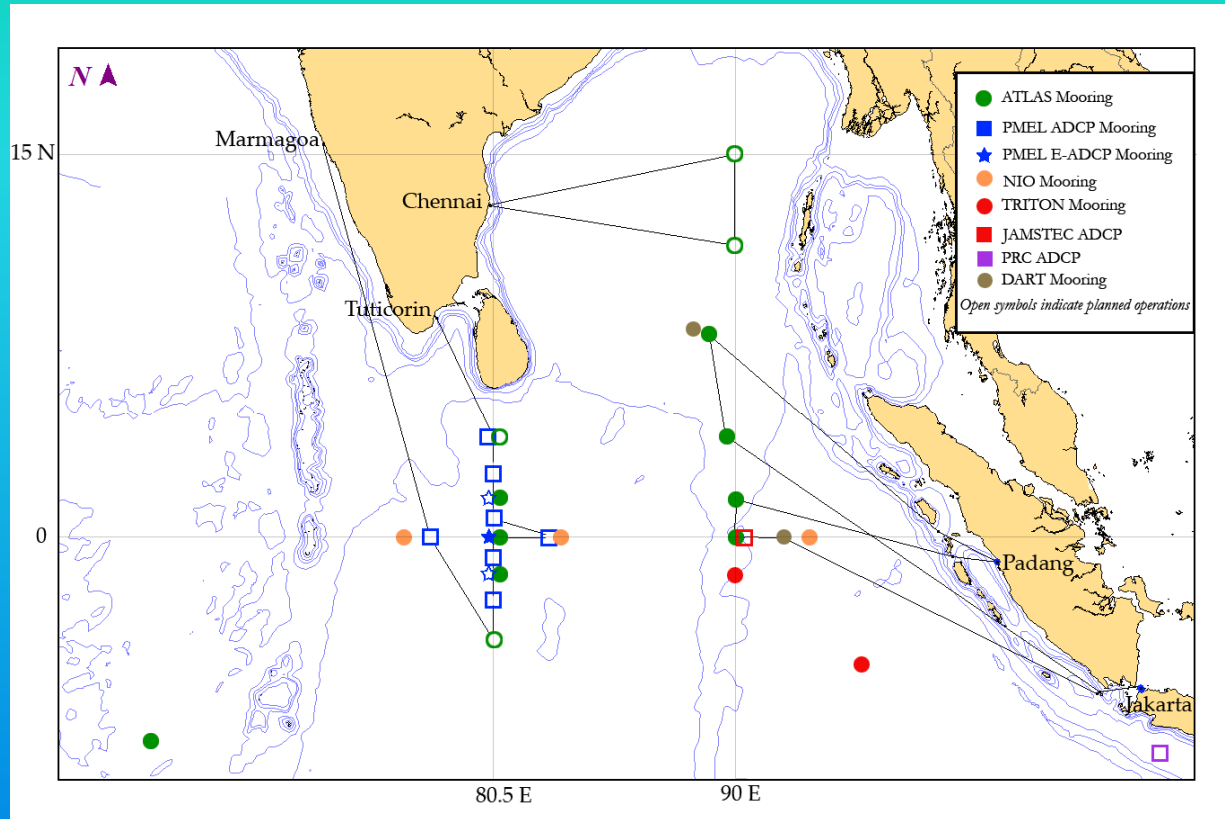 N
Marmagoa
15 N
Chennai
Tuticorin
0
Padang
Jakarta
80.5 E
90 E
ATLAS Mooring
PMEL ADCP Mooring
PMEL E-ADCP Mooring
NIO Mooring
TRITON Mooring
JAMSTEC ADCP
PRC ADCP
DART Mooring
Open symbols indicate planned operations